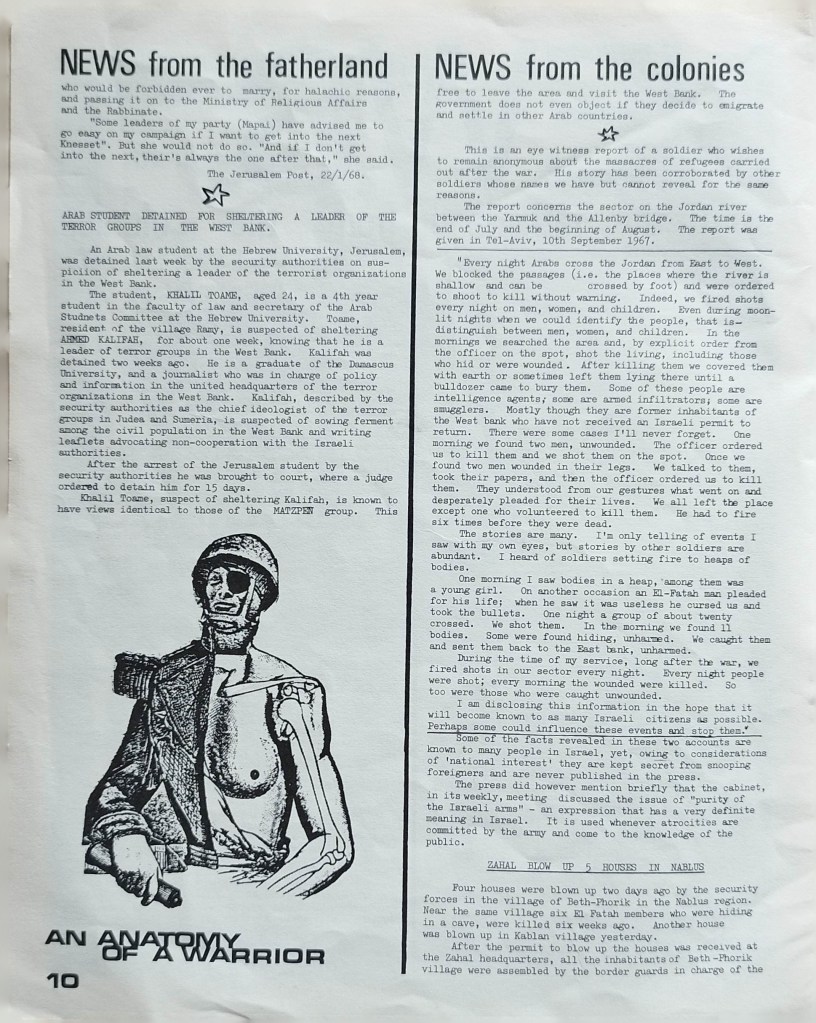 NEWS from the fatherland
who would be forbidden ever to marry, for halachic reasons,
and passing it on to the Ministry of Religious Affairs
and the Rabbinate.
"Some leaders of my party (Mapai) have advised me to
go easy on my campaign if I want to get into the next
Knesset". But she would not do so. "And if I don't get
into the next, their's always the one after that," she said.
The Jerusalem Post, 22/1/68.
ARAB STUDENT DETAINED FOR SHELTERING A LEADER OF THE
TERROR GROUPS IN THE WEST BANK.
An Arab law student at the Hebrew University, Jerusalem,
was detained last week by the security authorities on sus-
piciion of sheltering a leader of the terrorist organizations
in the West Bank.
The student, KHALIL TOAME, aged 24, is a 4th year
student in the faculty of law and secretary of the Arab
Studnets Committee at the Hebrew University. Toame,
resident of the village Ramy, is suspected of sheltering
AHMED KALIFAH, for about one week, knowing that he is a
leader of terror groups in the West Bank. Kalifah was
detained two weeks ago. He is a graduate of the Damascus
University, and a journalist who was in charge of policy
and information in the united headquarters of the terror
organizations in the West Bank. Kalifah, described by the
security authorities as the chief ideologist of the terror
groups in Judea and Sumeria, is suspected of sowing ferment
among the civil population in the West Bank and writing
leaflets advocating non-cooperation with the Israeli
authorities.
After the arrest of the Jerusalem student by the
security authorities he was brought to court, where a judge
ordered to detain him for 15 days.
Khalil Toame, suspect of sheltering Kalifah, is known to
have views identical to those of the MATZPEN group. This
AN ANATOMY
OF A WARRIOR
10
NEWS from the colonies
free to leave the area and visit the West Bank. The
government does not even object if they decide to emigrate
and settle in other Arab countries.
This is an eye witness report of a soldier who wishes
to remain anonymous about the massacres of refugees carried
out after the war. His story has been corroborated by other
soldiers whose names we have but cannot reveal for the same
reasons.
The report concerns the sector on the Jordan river
between the Yarmuk and the Allenby bridge. The time is the
end of July and the beginning of August. The report was
given in Tel-Aviv, 10th September 1967.
"Every night Arabs cross the Jordan from East to West.
We blocked the passages (i.e. the places where the river is
shallow and can be crossed by foot) and were ordered
to shoot to kill without warning. Indeed, we fired shots
every night on men, women, and children. Even during moon-
lit nights when we could identify the people, that is-
distinguish between men, women, and children. In the
mornings we searched the area and, by explicit order from
the officer on the spot, shot the living, including those
who hid or were wounded. After killing them we covered them
with earth or sometimes left them lying there until a
bulldozer came to bury them. Some of these people are
intelligence agents; some are armed infiltrators; some are
smugglers. Mostly though they are former inhabitants of
the West bank who have not received an Israeli permit to
return. There were some cases I'll never forget. One
morning we found two men, unwounded. The officer ordered
us to kill them and we shot them on the spot. Once we
found two men wounded in their legs. We talked to them,
took their papers, and then the officer ordered us to kill
them. They understood from our gestures what went on and
desperately pleaded for their lives. We all left the place
except one who volunteered to kill them. He had to fire
six times before they were dead.
The stories are many. I'm only telling of events I
saw with my own eyes, but stories by other soldiers are
abundant. I heard of soldiers setting fire to heaps of
bodies.
One morning I saw bodies in a heap, among them was
a young girl. On another occasion an El-Fatah man pleaded
for his life; when he saw it was useless he cursed us and
took the bullets. One night a group of about twenty
crossed. We shot them. In the morning we found 11
bodies. Some were found hiding, unharmed. We caught them
and sent them back to the East bank, unharmed.
During the time of my service, long after the war, we
fired shots in our sector every night. Every night people
were shot; every morning the wounded were killed. So
too were those who were caught unwounded.
I am disclosing this information in the hope that it
will become known to as many Israeli citizens as possible.
Perhaps some could influence these events and stop them."
Some of the facts revealed in these two accounts are
known to many people in Israel, yet, owing to considerations
of 'national interest' they are kept secret from snooping
foreigners and are never published in the press.
The press did however mention briefly that the cabinet,
in its weekly, meeting discussed the issue of "purity of
the Israeli arms" - an expression that has a very definite
meaning in Israel. It is used whenever atrocities are
committed by the army and come to the knowledge of the
public.
ZAHAL BLOW UP 5 HOUSES IN NABLUS
Four houses were blown up two days ago by the security
forces in the village of Beth-Phorik in the Nablus region.
Near the same village six El Fatah members who were hiding
in a cave, were killed six weeks ago. Another house
was blown up in Kablan village yesterday.
After the permit to blow up the houses was received at
the Zahal headquarters, all the inhabitants of Beth-Phorik
village were assembled by the border guards in charge of the